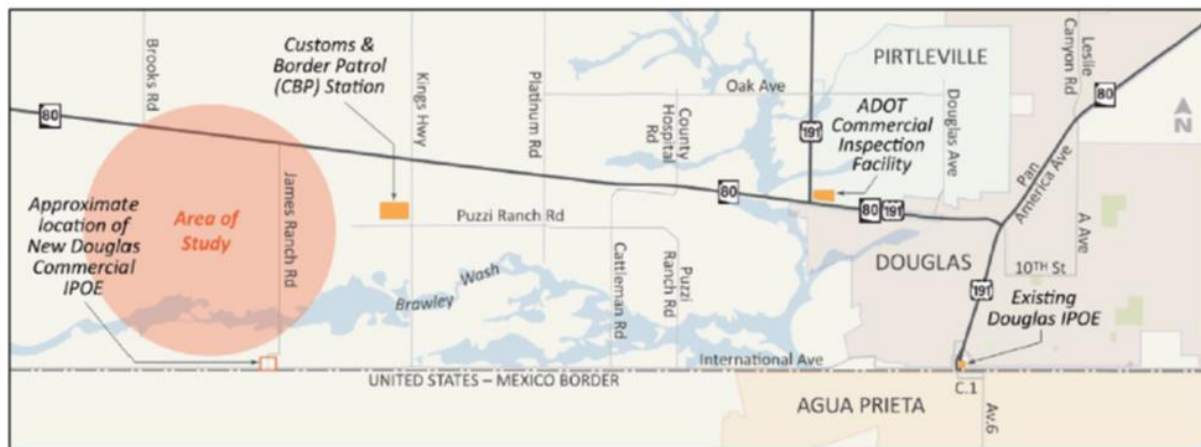 Brooks Rd
Customs &
Border Patrol
(CBP) Station
Kings Hwy
Platinum Rd
County
Hospital
Rd
Oak Ave
PIRTLEVILLE
Leslie
Canyon Rd
80
80
191
ADOT
Commercial
Inspection
Facility
Douglas Ave
Pan
America Ave
N
Approximate
location of
New Douglas
Commercial
IPOE
Area of
Study
James Ranch Rd
Puzzi Ranch Rd
80
80
191
A Ave
Brawley
Wash
Cattleman Rd
Puzzi
Ranch Rd
DOUGLAS
10TH St
191
Existing
Douglas IPOE
International Ave
UNITED STATES – MEXICO BORDER
C.1
AGUA PRIETA
Av.6